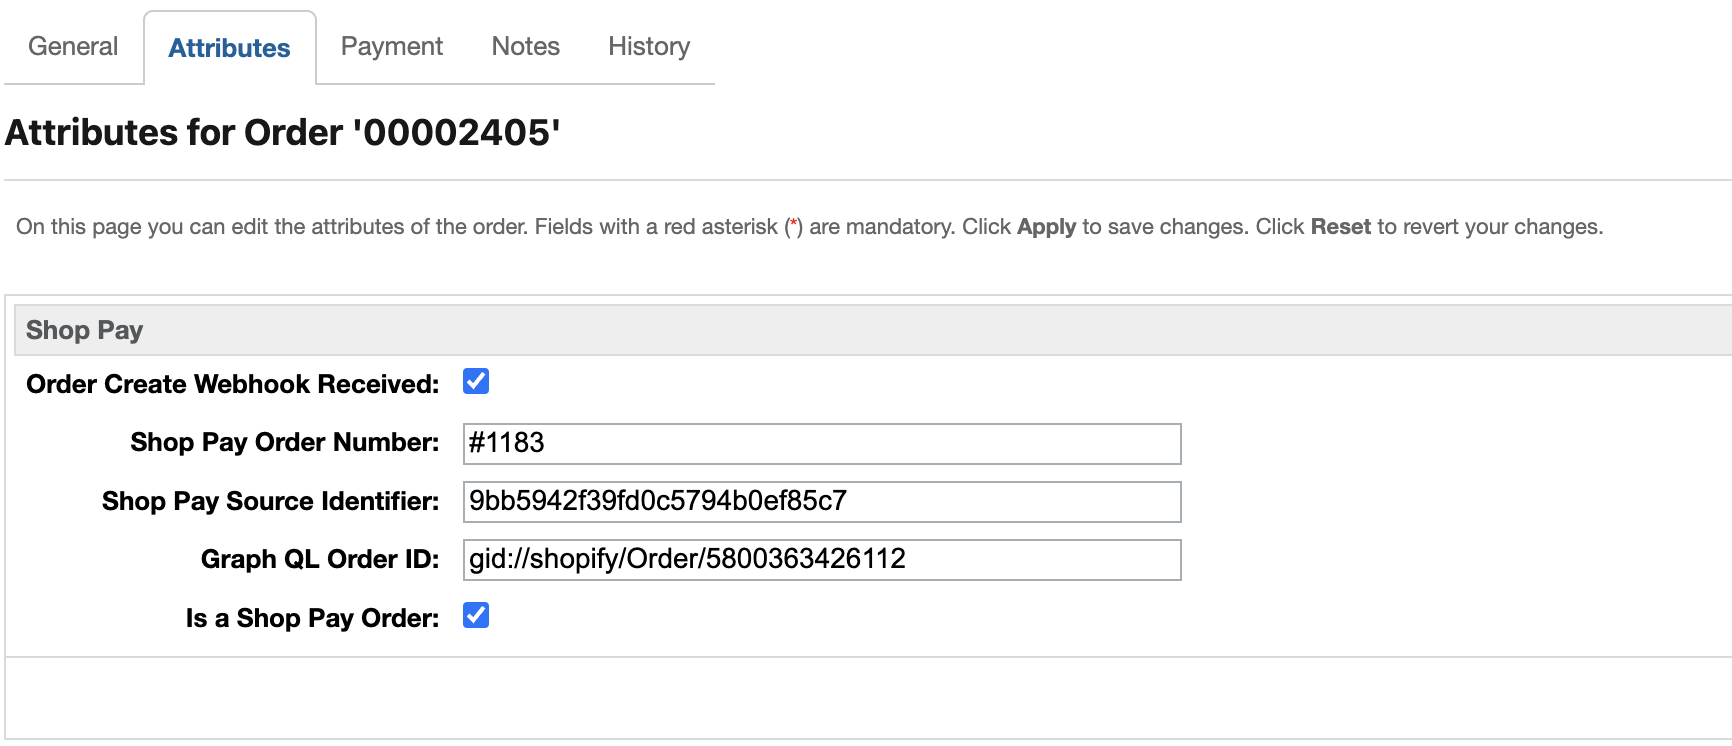 General Attributes Payment Notes History
Attributes for Order '00002405'
On this page you can edit the attributes of the order. Fields with a red asterisk (*) are mandatory. Click Apply to save changes. Click Reset to revert your changes.
Shop Pay
Order Create Webhook Received:
Shop Pay Order Number: #1183
Shop Pay Source Identifier: 9bb5942f39fd0c5794b0ef85c7
Graph QL Order ID: gid://shopify/Order/5800363426112
Is a Shop Pay Order: